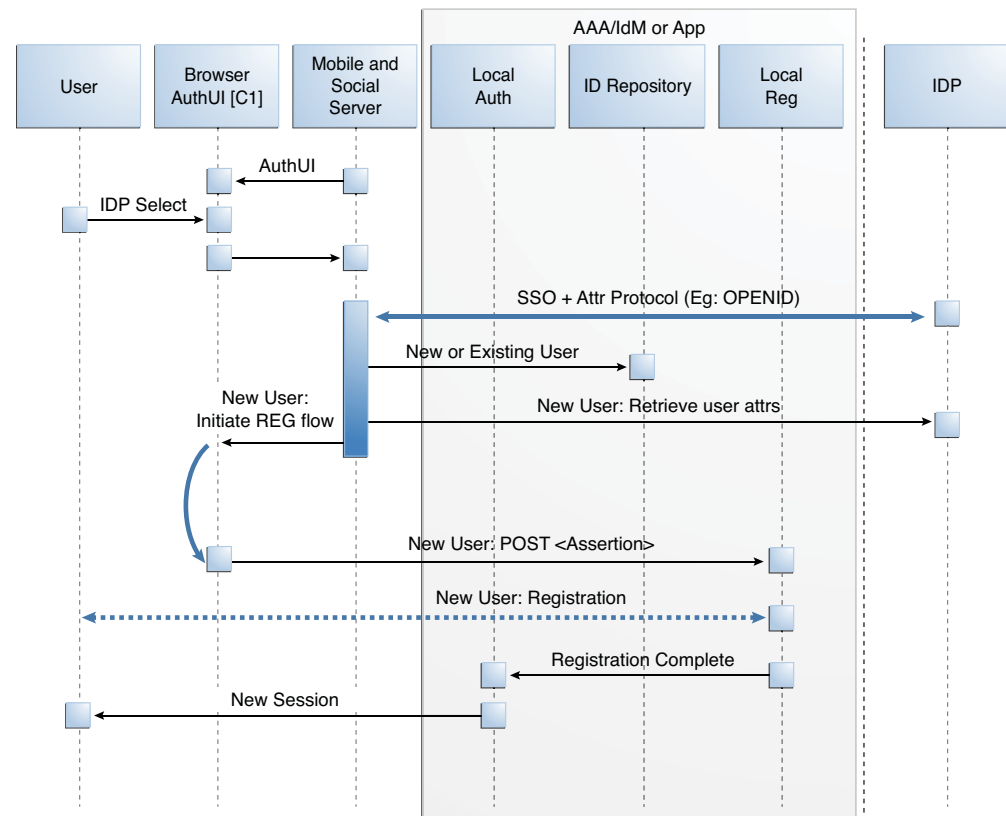 AAA/IdM or App
User
Browser
AuthUI [C1]
Mobile and
Social
Server
Local
Auth
ID Repository
Local
Reg
IDP
AuthUI
IDP Select
SSO + Attr Protocol (Eg: OPENID)
New or Existing User
New User:
Initiate REG flow
New User: Retrieve user attrs
New User: POST <Assertion>
New User: Registration
Registration Complete
New Session